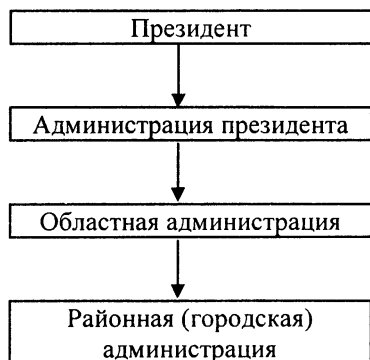 Президент
Администрация президента
Областная администрация
Районная (городская)
администрация